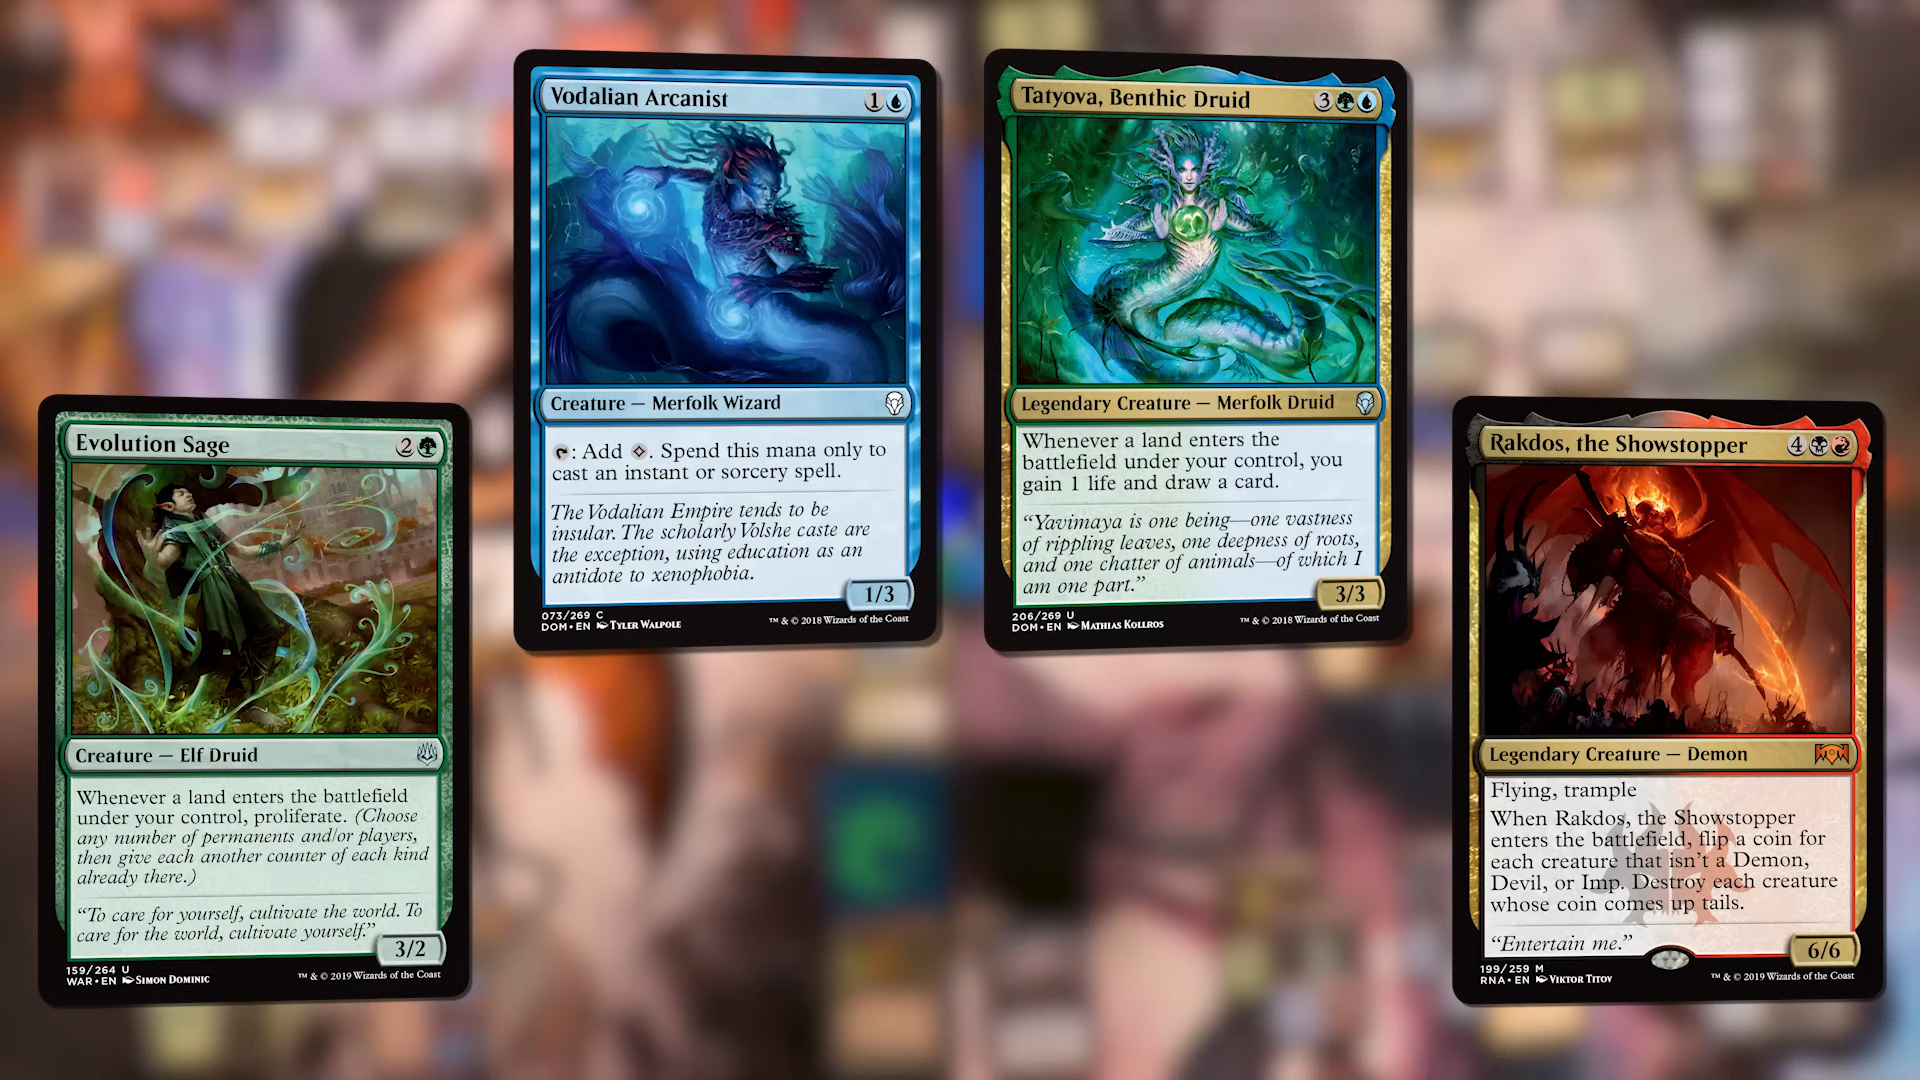 Evolution Sage
2
Creature — Elf Druid
Whenever a land enters the battlefield
under your control, proliferate. (Choose
any number of permanents and/or players,
then give each another counter of each kind
already there.)
“To care for yourself, cultivate the world. To
care for the world, cultivate yourself.”
3/2
159/264 U
WAR • EN Simon Dominic
™ & © 2019 Wizards of the Coast
Vodalian Arcanist
1
Creature — Merfolk Wizard
: Add . Spend this mana only to
cast an instant or sorcery spell.
The Vodalian Empire tends to be
insular. The scholarly Volshe caste are
the exception, using education as an
antidote to xenophobia.
1/3
073/269 C
DOM • EN Tyler Walpole
™ & © 2018 Wizards of the Coast
Tatyova, Benthic Druid
3
Legendary Creature — Merfolk Druid
Whenever a land enters the
battlefield under your control, you
gain 1 life and draw a card.
“Yavimaya is one being—one vastness
of rippling leaves, one deepness of roots,
and one chatter of animals—of which I
am one part.”
3/3
206/269 U
DOM • EN Mathias Kollros
™ & © 2018 Wizards of the Coast
Rakdos, the Showstopper
4
Legendary Creature — Demon
Flying, trample
When Rakdos, the Showstopper
enters the battlefield, flip a coin for
each creature that isn’t a Demon,
Devil, or Imp. Destroy each creature
whose coin comes up tails.
“Entertain me.”
6/6
199/259 M
RNA • EN Viktor Titov
™ & © 2019 Wizards of the Coast